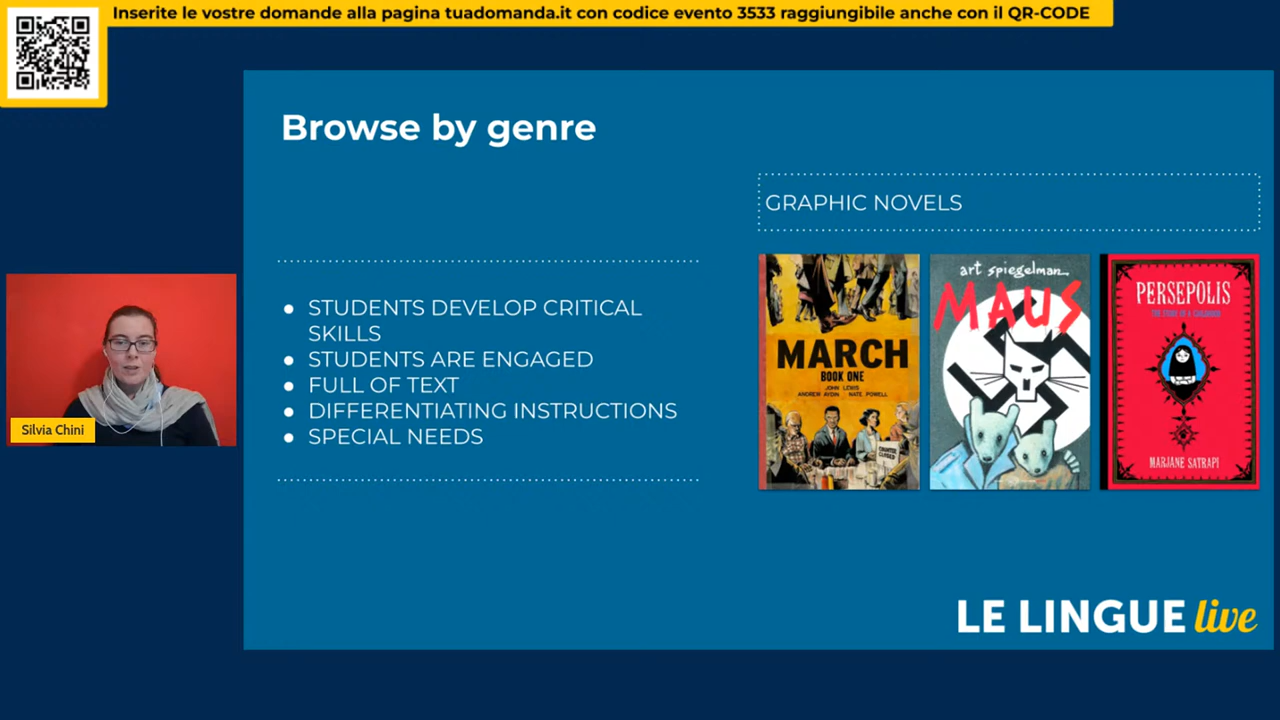 Inserite le vostre domande alla pagina tuadomanda.it con codice evento 3533 raggiungibile anche con il QR-CODE
Browse by genre
GRAPHIC NOVELS
STUDENTS DEVELOP CRITICAL
SKILLS
STUDENTS ARE ENGAGED
FULL OF TEXT
DIFFERENTIATING INSTRUCTIONS
SPECIAL NEEDS
MARCH
BOOK ONE
JOHN LEWIS
ANDREW AYDIN NATE POWELL
COUNTER
CLOSED
art spiegelman
MAUS
PERSEPOLIS
THE STORY OF A CHILDHOOD
MARJANE SATRAPI
Silvia Chini
LE LINGUE live